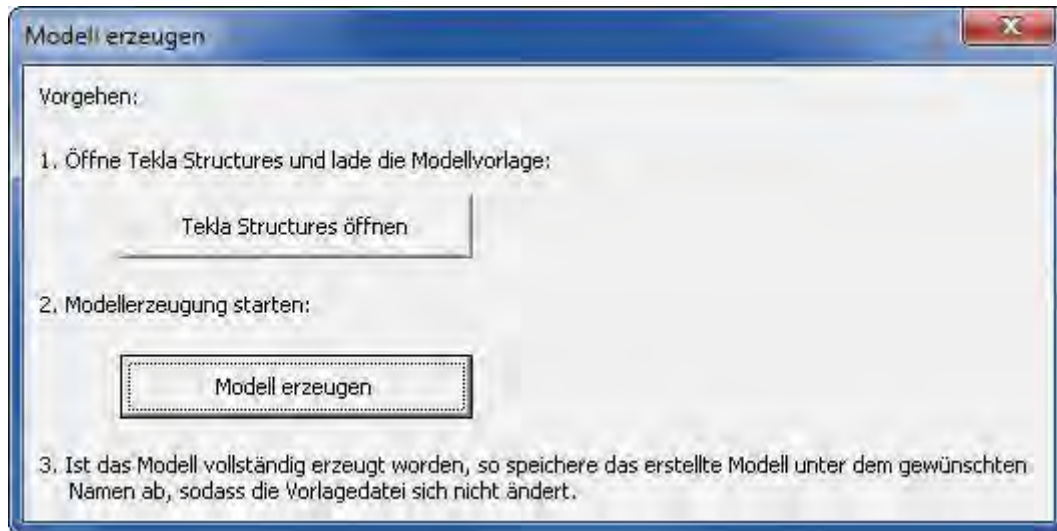 Modell erzeugen
Vorgehen:
1. Öffne Tekla Structures und lade die Modellvorlage:
Tekla Structures öffnen
2. Modellerzeugung starten:
Modell erzeugen
3. Ist das Modell vollständig erzeugt worden, so speichere das erstellte Modell unter dem gewünschten
Namen ab, sodass die Vorlagedatei sich nicht ändert.